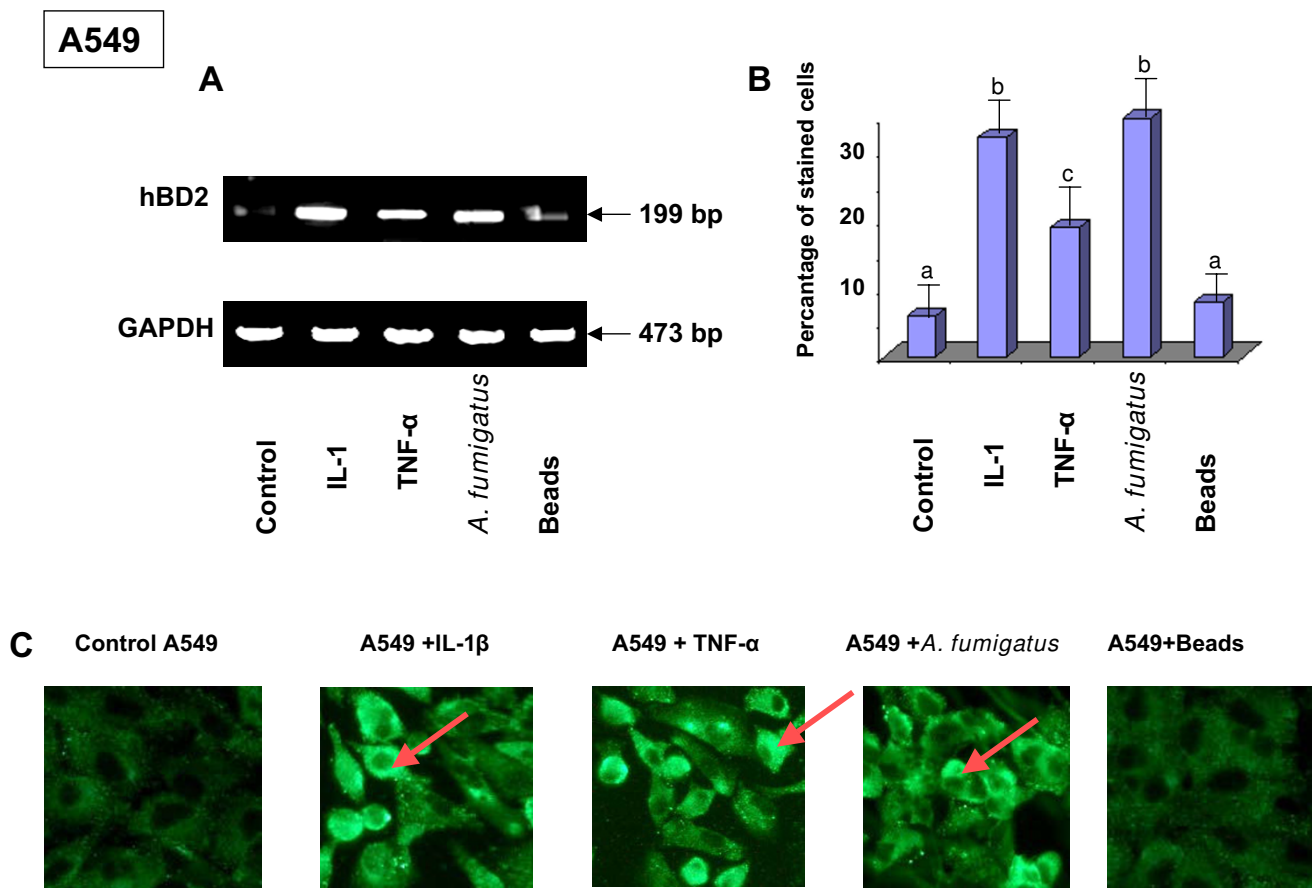 A549
A
hBD2
199 bp
GAPDH
473 bp
Control
IL-1
TNF-α
A. fumigatus
Beads
B
Percantage of stained cells
30
20
10
a
b
c
b
a
Control
IL-1
TNF-α
A. fumigatus
Beads
C
Control A549
A549 +IL-1β
A549 + TNF-α
A549 +A. fumigatus
A549+Beads